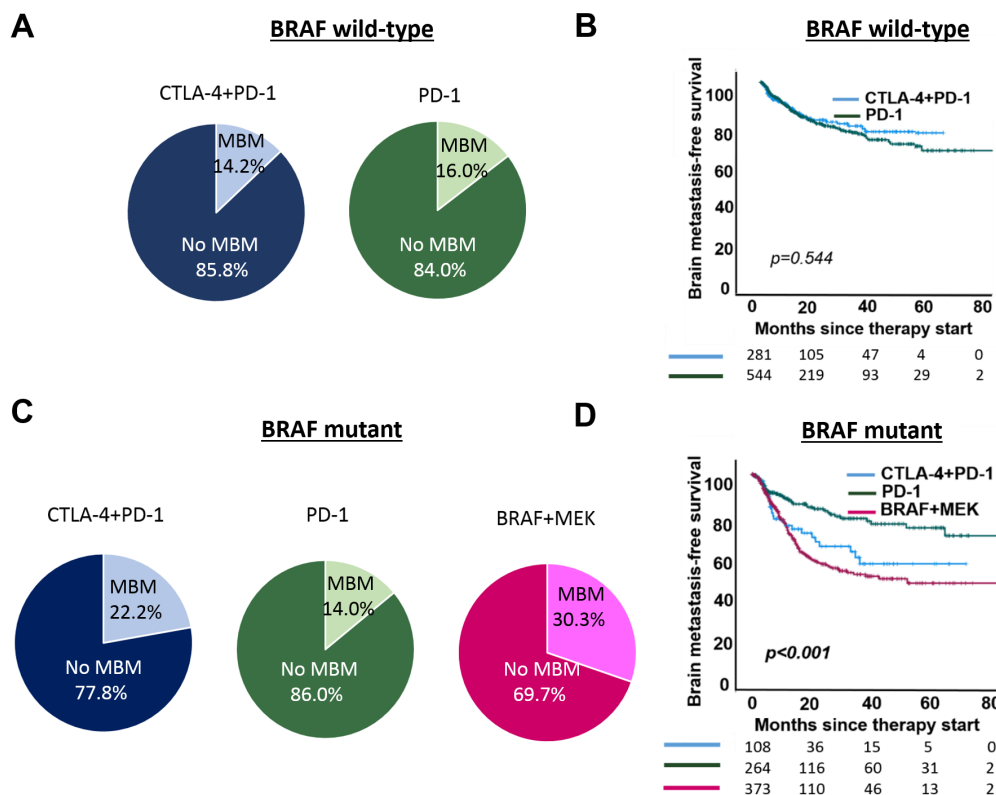 A
BRAF wild-type
CTLA-4+PD-1
PD-1
MBM
14.2%
No MBM
85.8%
MBM
16.0%
No MBM
84.0%
B
BRAF wild-type
Brain metastasis-free survival
100
80
60
40
20
0
CTLA-4+PD-1
PD-1
p=0.544
20 40 60 80
Months since therapy start
281 105 47 4 0
544 219 93 29 2
C
BRAF mutant
CTLA-4+PD-1
PD-1
BRAF+MEK
MBM
22.2%
No MBM
77.8%
MBM
14.0%
No MBM
86.0%
MBM
30.3%
No MBM
69.7%
D
BRAF mutant
Brain metastasis-free survival
100
80
60
40
20
0
CTLA-4+PD-1
PD-1
BRAF+MEK
p<0.001
0 20 40 60 80
Months since therapy start
108 36 15 5 0
264 116 60 31 2
373 110 46 13 2